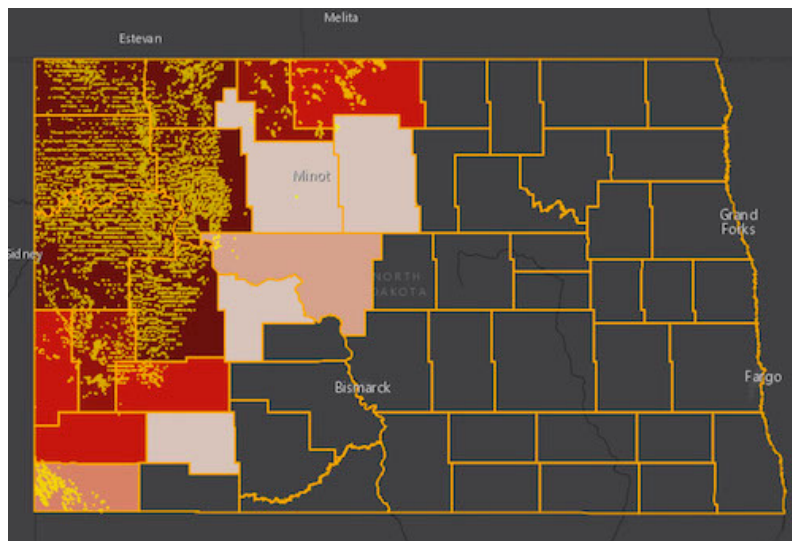 Melita
Estevan
Minot
Grand
Forks
Sidney
NORTH
DAKOTA
Bismarck
Fargo